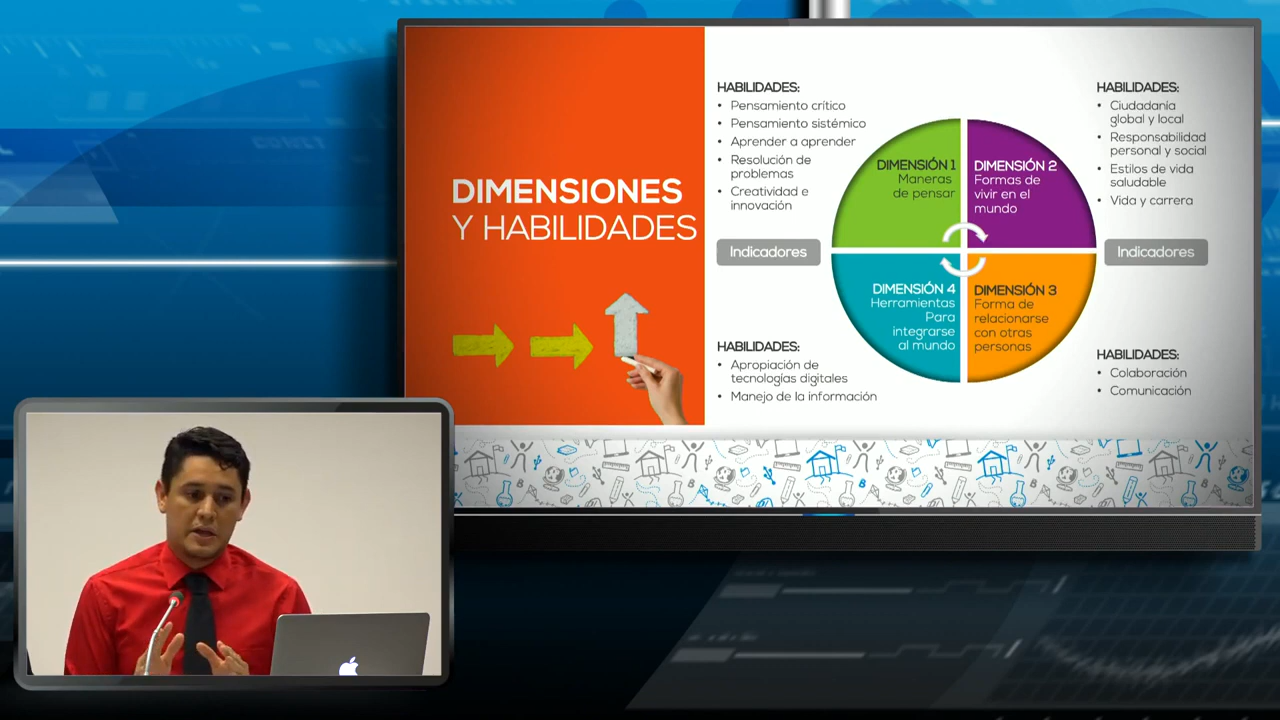 DIMENSIONES
Y HABILIDADES
HABILIDADES:
• Pensamiento crítico
• Pensamiento sistémico
• Aprender a aprender
• Resolución de
problemas
• Creatividad e
innovación
Indicadores
HABILIDADES:
• Apropiación de
tecnologías digitales
• Manejo de la información
DIMENSIÓN 1
Maneras
de pensar
DIMENSIÓN 2
Formas de
vivir en el
mundo
DIMENSIÓN 4
Herramientas
Para
integrarse
al mundo
DIMENSIÓN 3
Forma de
relacionarse
con otras
personas
HABILIDADES:
• Ciudadanía
global y local
• Responsabilidad
personal y social
• Estilos de vida
saludable
• Vida y carrera
Indicadores
HABILIDADES:
• Colaboración
• Comunicación